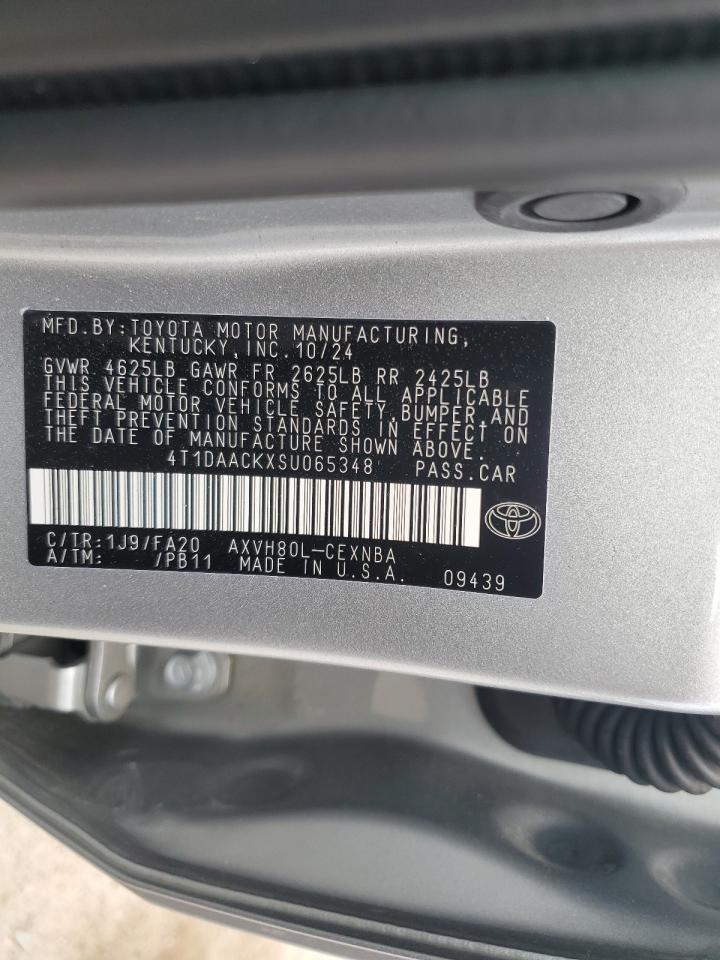 MFD.BY:TOYOTA MOTOR MANUFACTURING,
KENTUCKY,INC.10/24
GVWR 4625LB GAWR FR 2625LB RR 2425LB
THIS VEHICLE CONFORMS TO ALL APPLICABLE
FEDERAL MOTOR VEHICLE SAFETY,BUMPER,AND
THEFT PREVENTION STANDARDS IN EFFECT ON
THE DATE OF MANUFACTURE SHOWN ABOVE.
4T1DAACKXSU065348 PASS.CAR
C/TR:1J9/FA20 AXVH80L-CEXNBA
A/TM: /PB11 MADE IN U.S.A. 09439